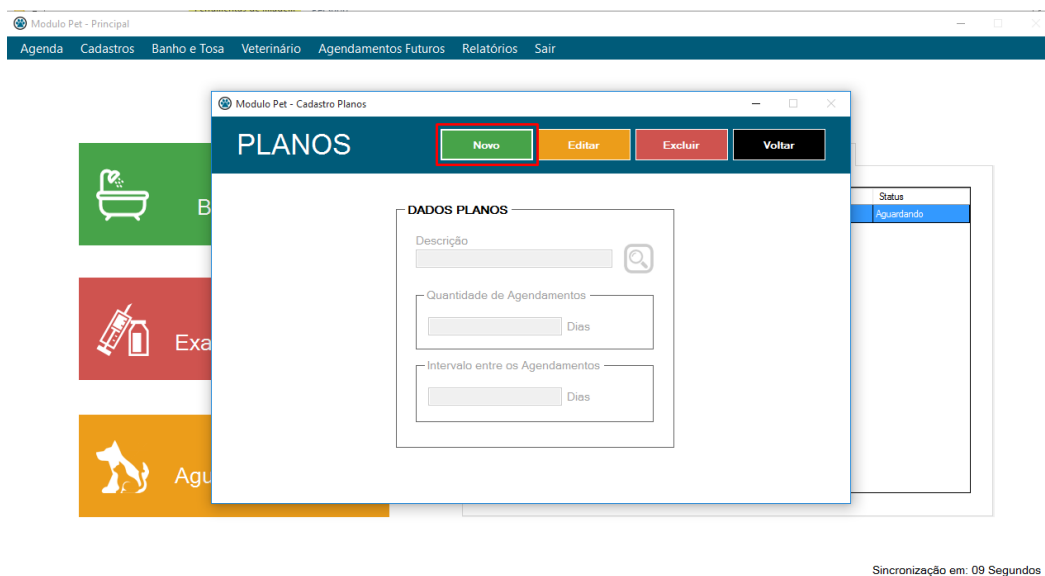 Modulo Pet - Principal
Agenda Cadastros Banho e Tosa Veterinário Agendamentos Futuros Relatórios Sair
Modulo Pet - Cadastro Planos
PLANOS Novo Editar Excluir Voltar
B
Exa
Agu
DADOS PLANOS
Descrição
Quantidade de Agendamentos
Dias
Intervalo entre os Agendamentos
Dias
Status
Aguardando
Sincronização em: 09 Segundos